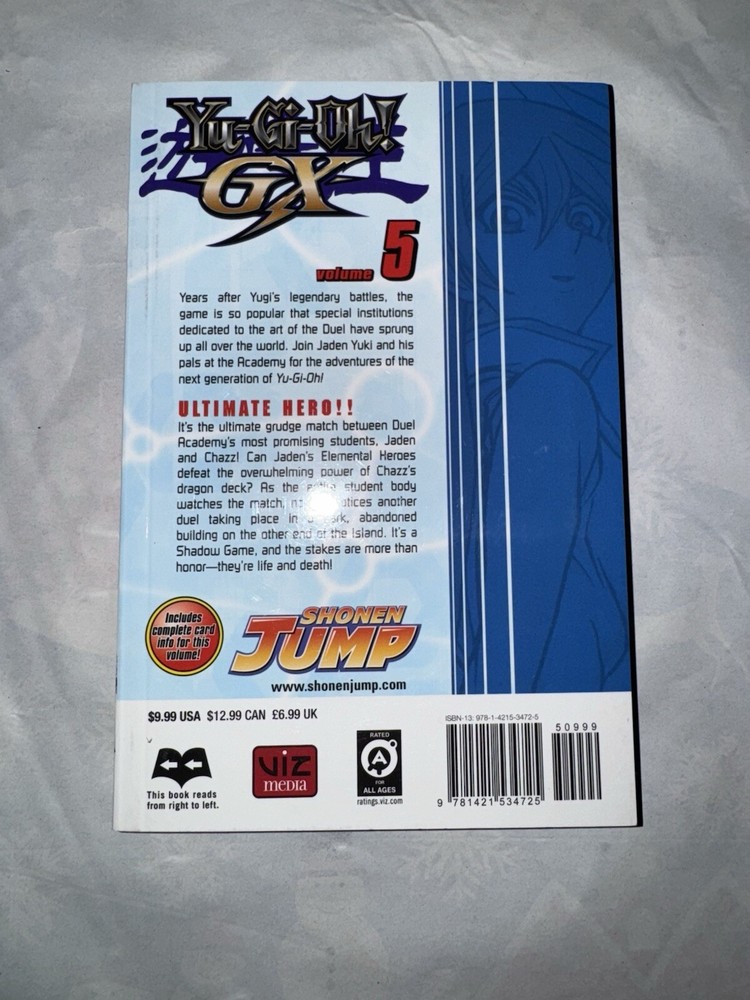 Yu-Gi-Oh!
GX
volume 5
Years after Yugi's legendary battles, the
game is so popular that special institutions
dedicated to the art of the Duel have sprung
up all over the world. Join Jaden Yuki and his
pals at the Academy for the adventures of the
next generation of Yu-Gi-Oh!
ULTIMATE HERO!!
It's the ultimate grudge match between Duel
Academy's most promising students, Jaden
and Chazz! Can Jaden's Elemental Heroes
defeat the overwhelming power of Chazz's
dragon deck? As the entire student body
watches the match, notices another
duel taking place in dark, abandoned
building on the other end of the Island. It's a
Shadow Game, and the stakes are more than
honor—they're life and death!
Includes
complete card
info for this
volume!
SHONEN
JUMP
www.shonenjump.com
$9.99 USA $12.99 CAN £6.99 UK
This book reads
from right to left.
VIZ
MEDIA
RATED
A
FOR
ALL AGES
ratings.viz.com
ISBN-13: 978-1-4215-3472-5
50999
9 781421 534725